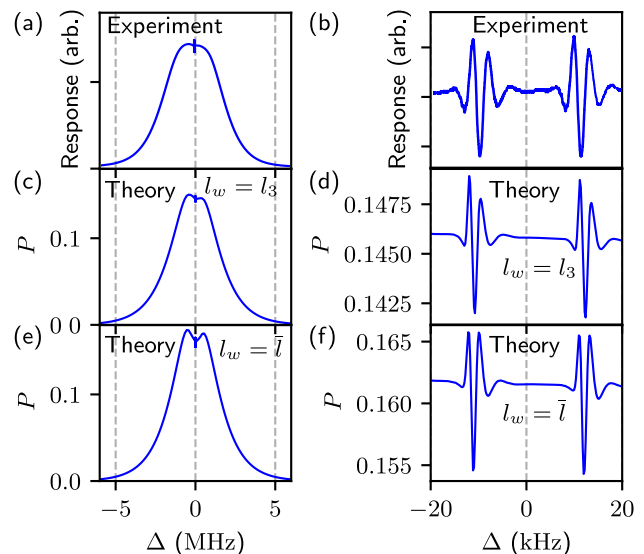 (a) Experiment
Response (arb.)
(b) Experiment
Response (arb.)
(c) Theory l_w = l_3
P
0.1
0.0
(d) Theory
P
0.1475
0.1450
0.1425
l_w = l_3
(e) Theory l_w = l̄
P
0.1
0.0
−5 0 5
Δ (MHz)
(f) Theory
P
0.165
0.160
0.155
l_w = l̄
−20 0 20
Δ (kHz)